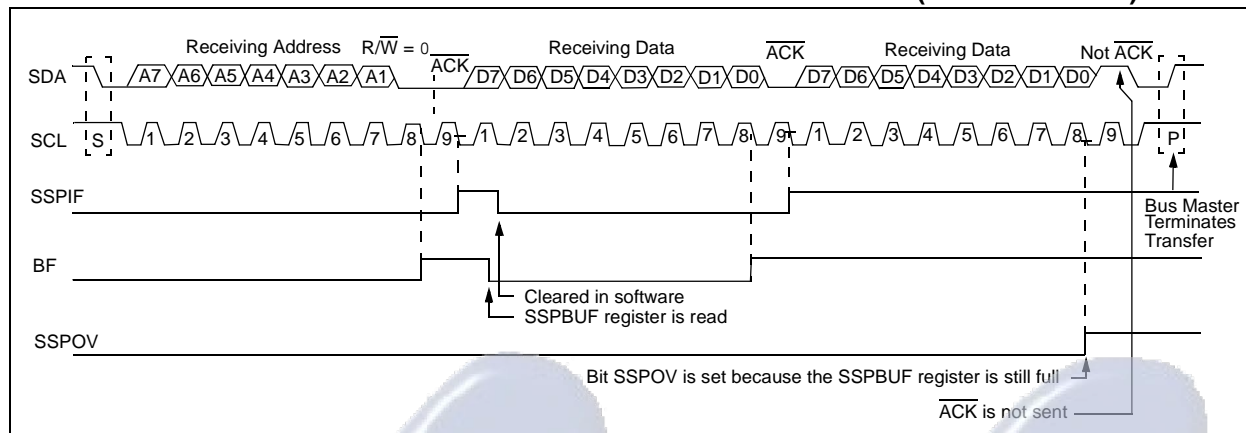 Receiving Address R/W̅ = 0 A̅C̅K̅ Receiving Data A̅C̅K̅ Receiving Data Not A̅C̅K̅
SDA A7 A6 A5 A4 A3 A2 A1 D7 D6 D5 D4 D3 D2 D1 D0 D7 D6 D5 D4 D3 D2 D1 D0
SCL S 1 2 3 4 5 6 7 8 9 1 2 3 4 5 6 7 8 9 1 2 3 4 5 6 7 8 9 P
SSPIF
Bus Master
Terminates
Transfer
BF
Cleared in software
SSPBUF register is read
SSPOV
Bit SSPOV is set because the SSPBUF register is still full
A̅C̅K̅ is not sent